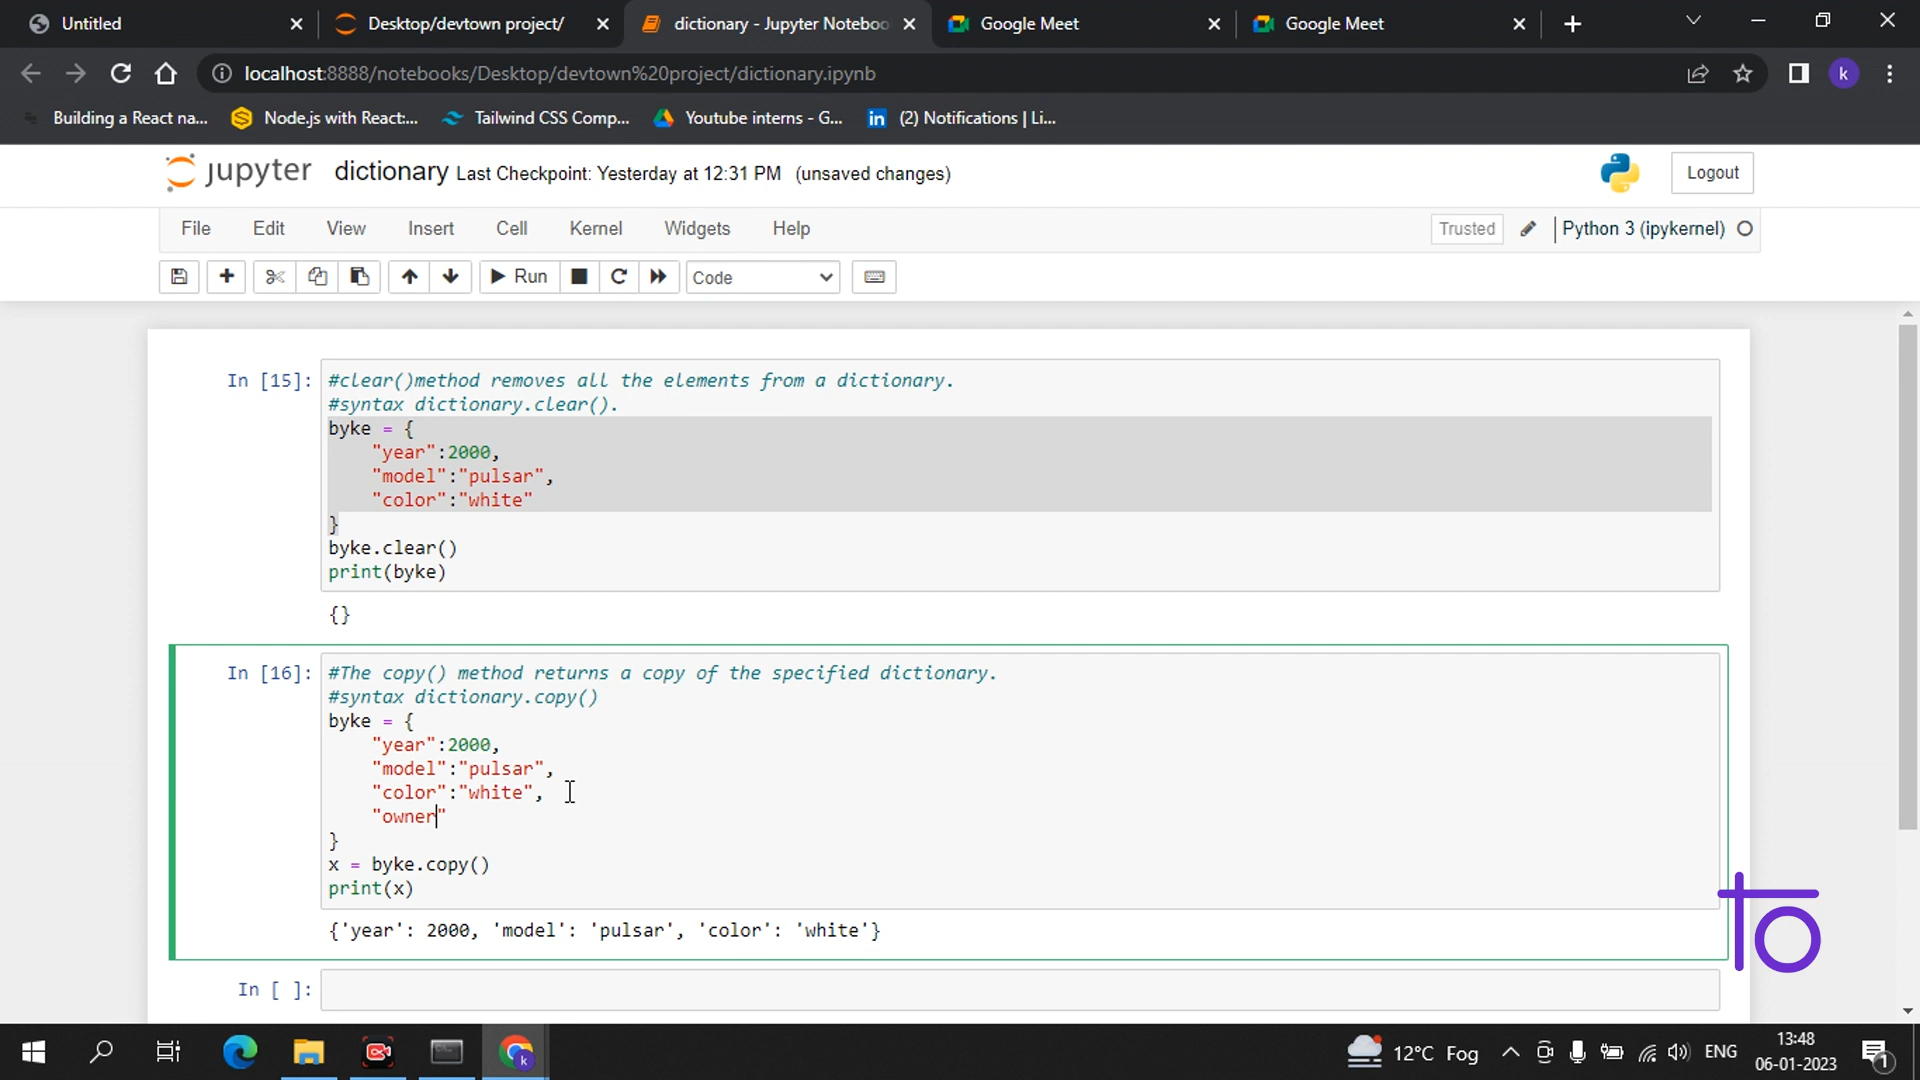 Untitled
Desktop/devtown project/
dictionary - Jupyter Noteboo
Google Meet
Google Meet
localhost:8888/notebooks/Desktop/devtown%20project/dictionary.ipynb
k
Building a React na...
Node.js with React:...
Tailwind CSS Comp...
Youtube interns - G...
(2) Notifications | Li...
jupyter dictionary Last Checkpoint: Yesterday at 12:31 PM (unsaved changes)
Logout
File Edit View Insert Cell Kernel Widgets Help
Trusted
Python 3 (ipykernel)
Run
Code
In [15]:
#clear()method removes all the elements from a dictionary.
#syntax dictionary.clear().
byke = {
"year":2000,
"model":"pulsar",
"color":"white"
}
byke.clear()
print(byke)
{}
In [16]:
#The copy() method returns a copy of the specified dictionary.
#syntax dictionary.copy()
byke = {
"year":2000,
"model":"pulsar",
"color":"white",
"owner"
}
x = byke.copy()
print(x)
{'year': 2000, 'model': 'pulsar', 'color': 'white'}
In [ ]:
12°C Fog
ENG
13:48
06-01-2023
1